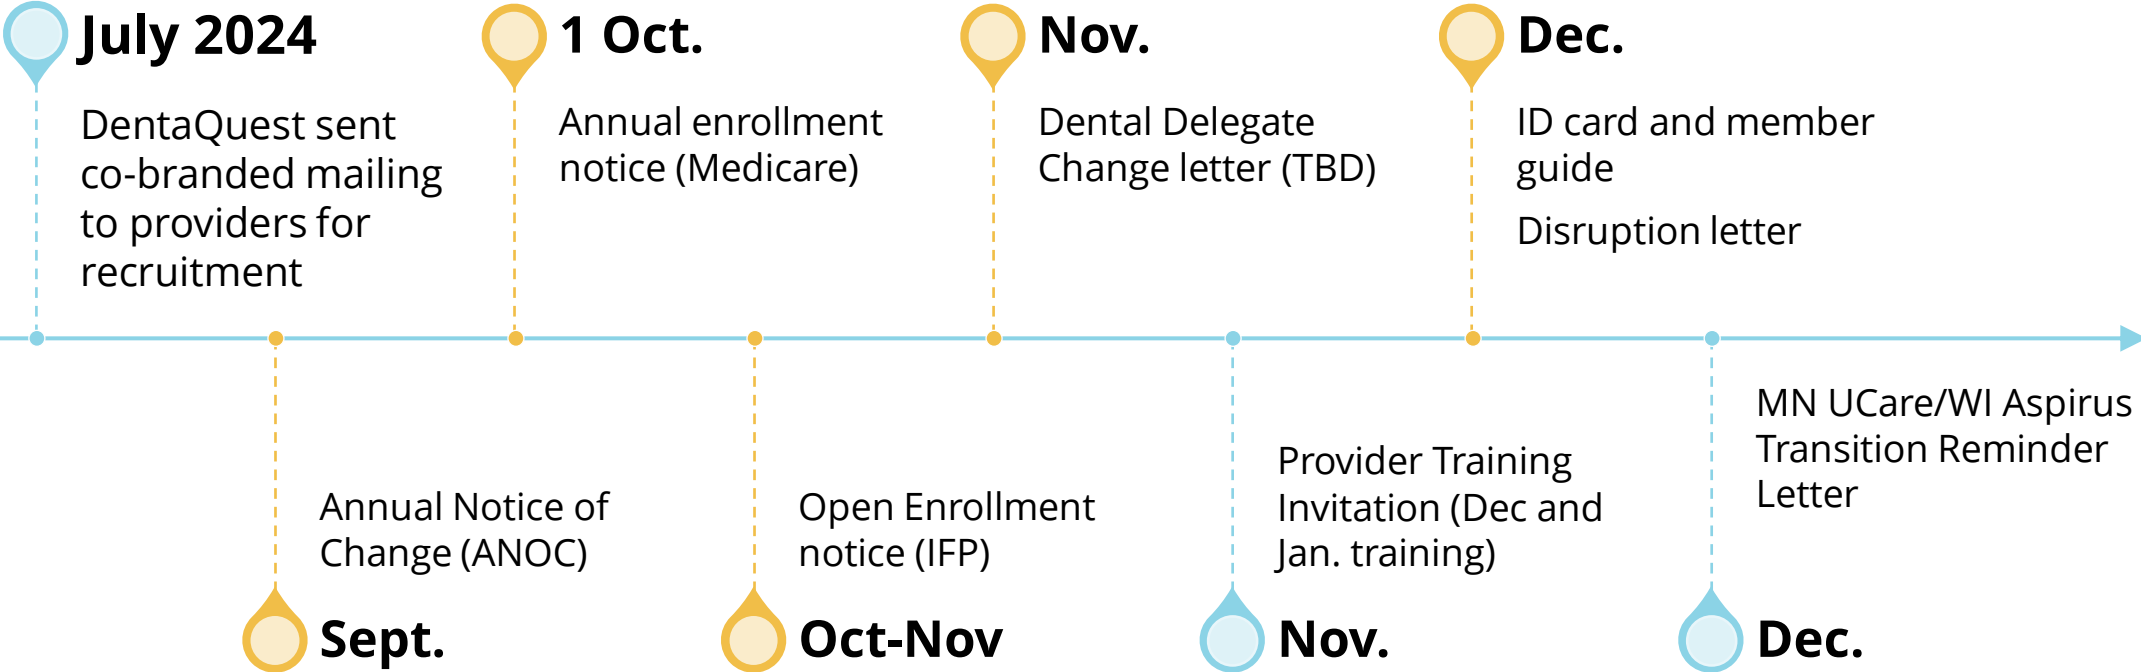 July 2024
DentaQuest sent
co-branded mailing
to providers for
recruitment
1 Oct.
Annual enrollment
notice (Medicare)
Nov.
Dental Delegate
Change letter (TBD)
Dec.
ID card and member
guide
Disruption letter
Annual Notice of
Change (ANOC)
Sept.
Open Enrollment
notice (IFP)
Oct-Nov
Provider Training
Invitation (Dec and
Jan. training)
Nov.
MN UCare/WI Aspirus
Transition Reminder
Letter
Dec.